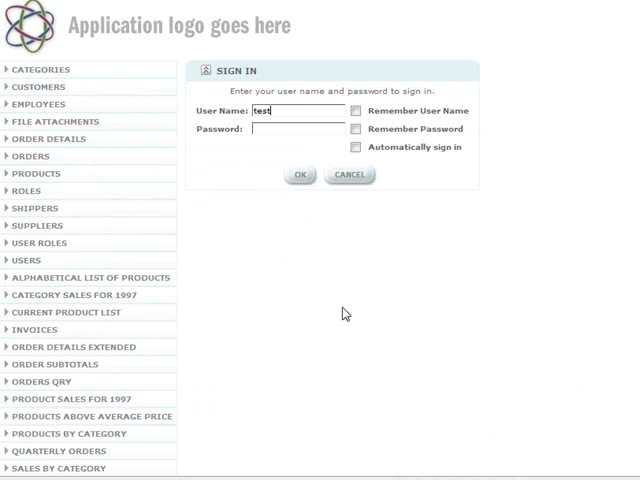 Application logo goes here
CATEGORIES
CUSTOMERS
EMPLOYEES
FILE ATTACHMENTS
ORDER DETAILS
ORDERS
PRODUCTS
ROLES
SHIPPERS
SUPPLIERS
USER ROLES
USERS
ALPHABETICAL LIST OF PRODUCTS
CATEGORY SALES FOR 1997
CURRENT PRODUCT LIST
INVOICES
ORDER DETAILS EXTENDED
ORDER SUBTOTALS
ORDERS QRY
PRODUCT SALES FOR 1997
PRODUCTS ABOVE AVERAGE PRICE
PRODUCTS BY CATEGORY
QUARTERLY ORDERS
SALES BY CATEGORY
SIGN IN
Enter your user name and password to sign in.
User Name: test Remember User Name
Password: Remember Password
Automatically sign in
OK CANCEL